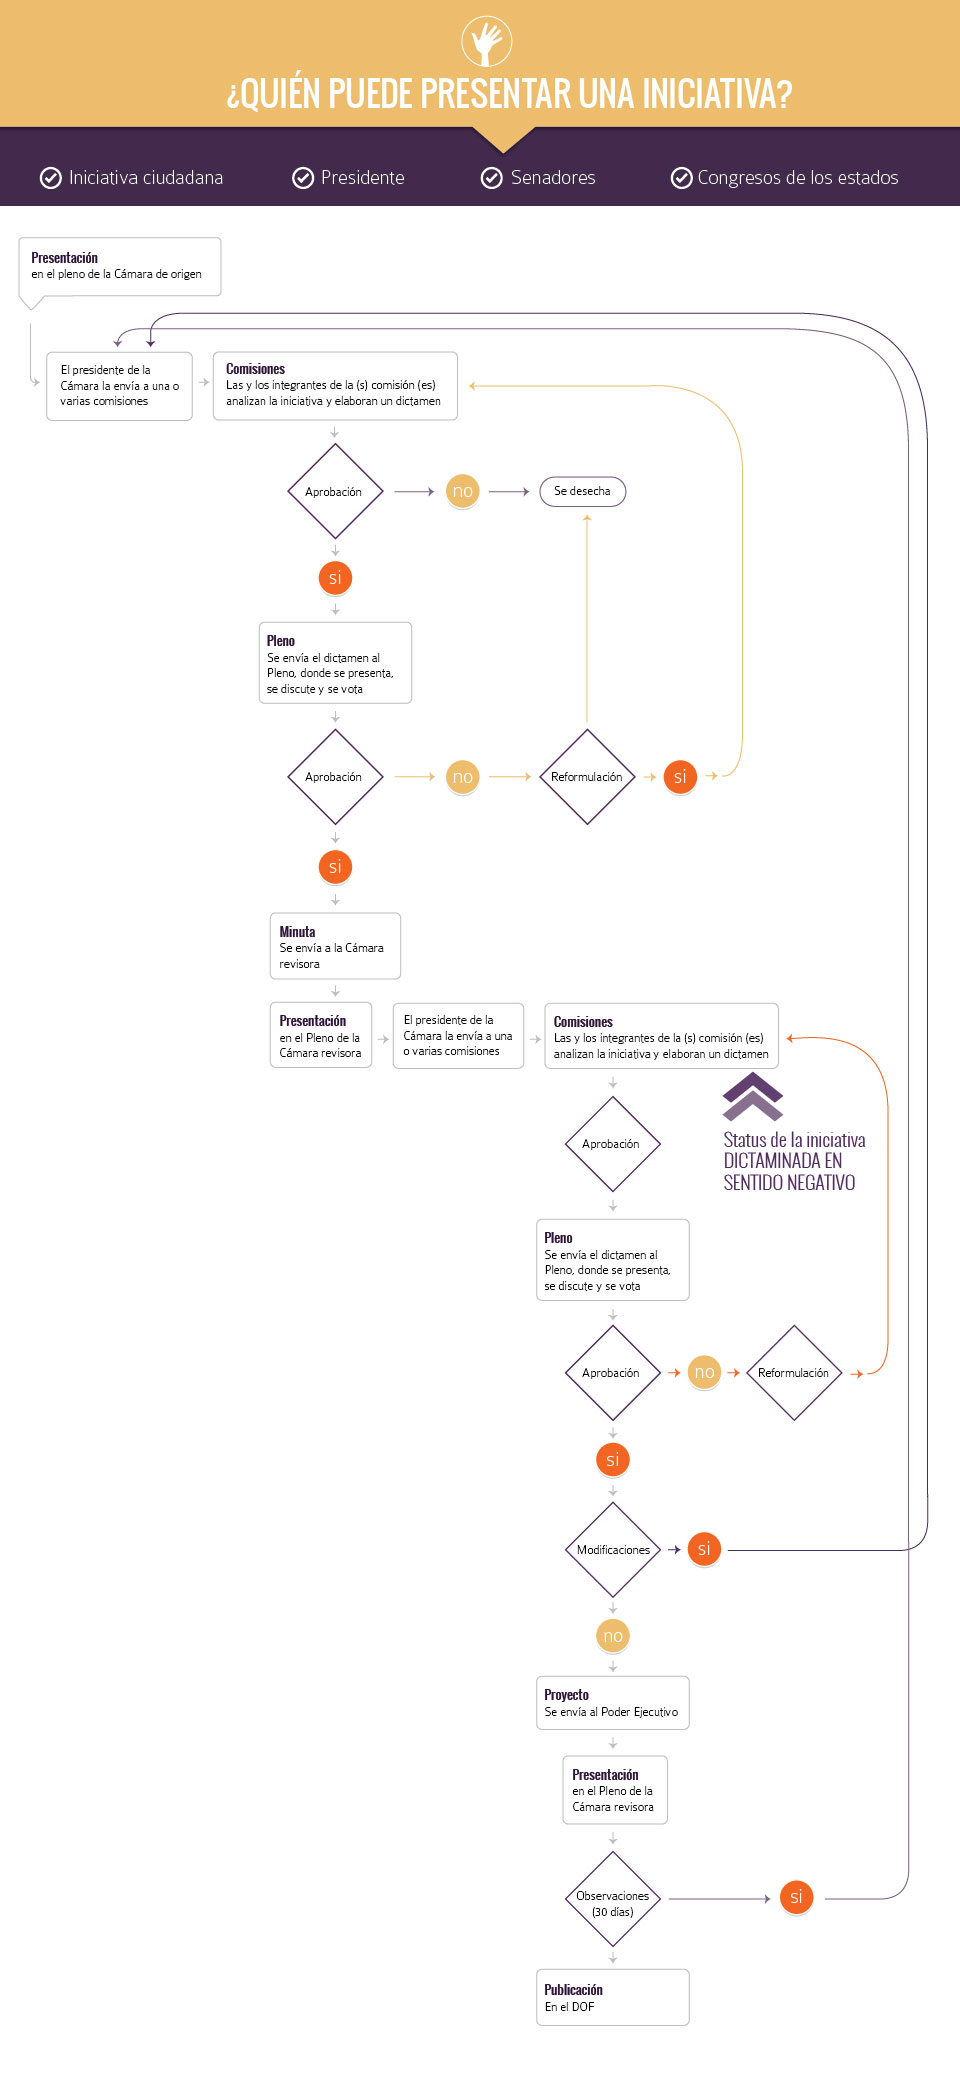 ¿QUIÉN PUEDE PRESENTAR UNA INICIATIVA?
Iniciativa ciudadana
Presidente
Senadores
Congresos de los estados
Presentación
en el pleno de la Cámara de origen
El presidente de la
Cámara la envía a una o
varias comisiones
Comisiones
Las y los integrantes de la (s) comisión (es)
analizan la iniciativa y elaboran un dictamen
Aprobación
no
Se desecha
si
Pleno
Se envía el dictamen al
Pleno, donde se presenta,
se discute y se vota
Aprobación
no
Reformulación
si
si
Minuta
Se envía a la Cámara
revisora
Presentación
en el Pleno de la
Cámara revisora
El presidente de la
Cámara la envía a una
o varias comisiones
Comisiones
Las y los integrantes de la (s) comisión (es)
analizan la iniciativa y elaboran un dictamen
Aprobación
Status de la iniciativa
DICTAMINADA EN
SENTIDO NEGATIVO
Pleno
Se envía el dictamen al
Pleno, donde se presenta,
se discute y se vota
Aprobación
no
Reformulación
si
Modificaciones
si
no
Proyecto
Se envía al Poder Ejecutivo
Presentación
en el Pleno de la
Cámara revisora
Observaciones
(30 días)
si
Publicación
En el DOF